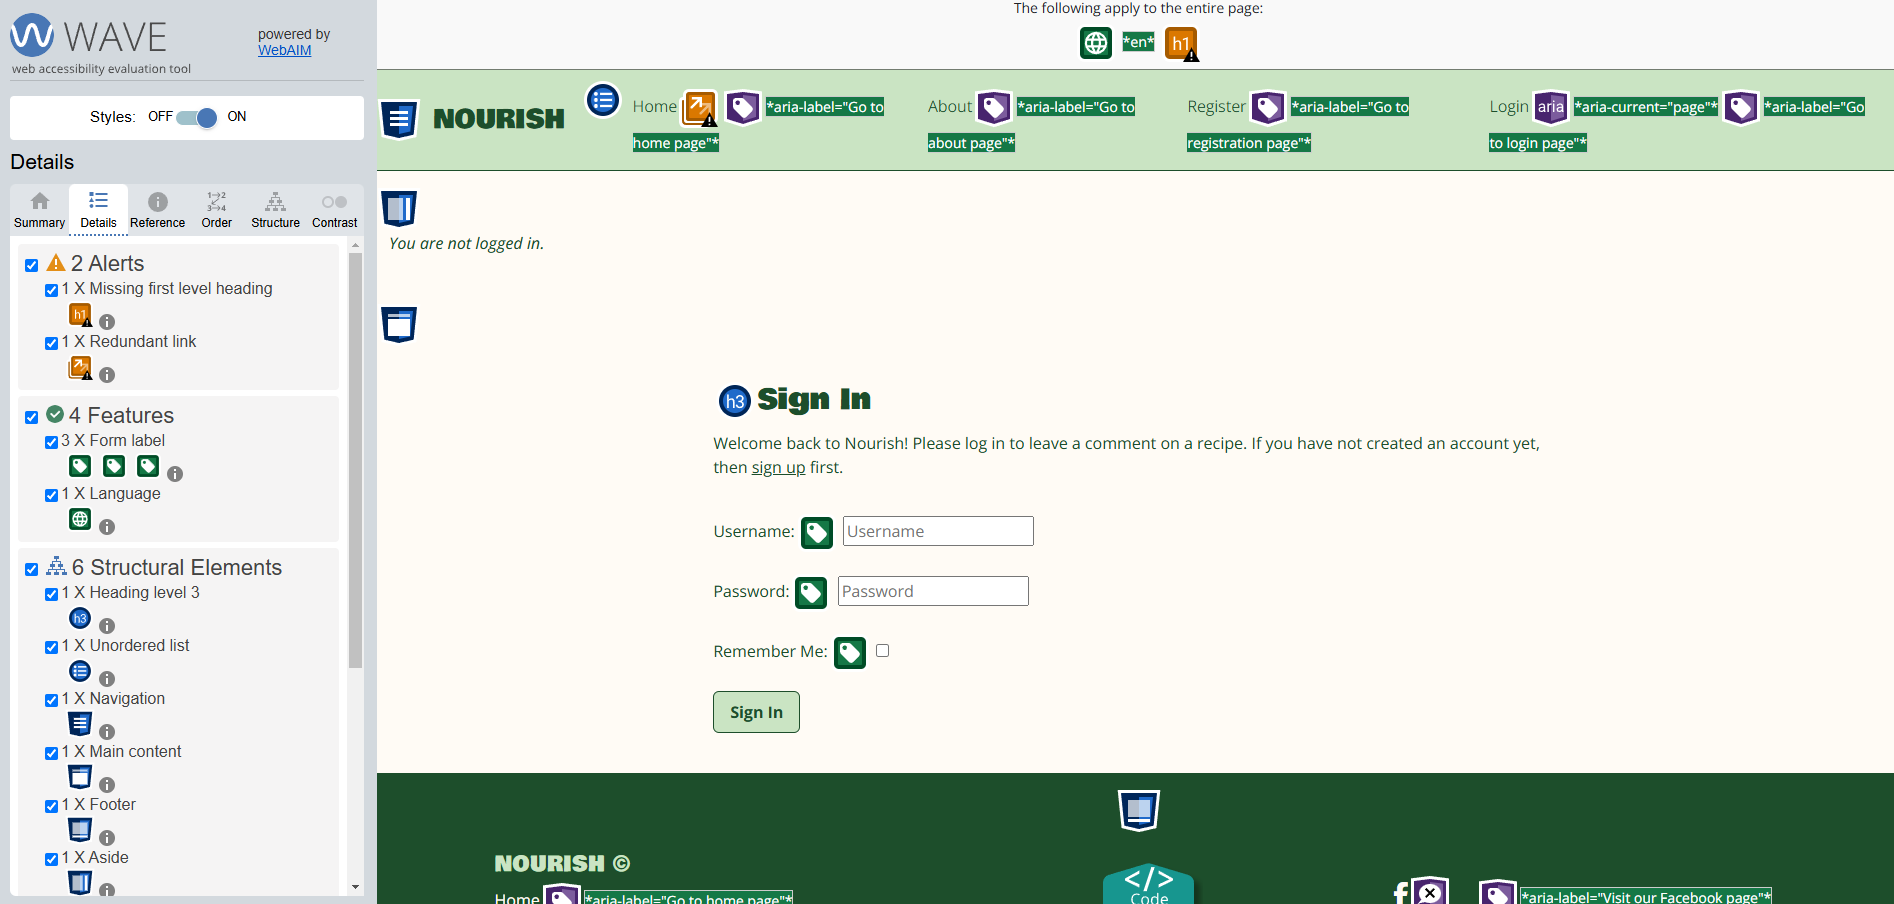 WAVE
web accessibility evaluation tool
powered by
WebAIM
Styles: OFF ON
Details
Summary Details Reference Order Structure Contrast
2 Alerts
1 X Missing first level heading
h1
1 X Redundant link
4 Features
3 X Form label
1 X Language
6 Structural Elements
1 X Heading level 3
h3
1 X Unordered list
1 X Navigation
1 X Main content
1 X Footer
1 X Aside
The following apply to the entire page:
*en* h1
NOURISH
Home *aria-label="Go to
home page"*
About *aria-label="Go to
about page"*
Register *aria-label="Go to
registration page"*
Login aria *aria-current="page"* *aria-label="Go
to login page"*
You are not logged in.
h3 Sign In
Welcome back to Nourish! Please log in to leave a comment on a recipe. If you have not created an account yet,
then sign up first.
Username: Username
Password: Password
Remember Me:
Sign In
NOURISH ©
Home *aria-label="Go to home page"*
</>
Code
f *aria-label="Visit our Facebook page"*